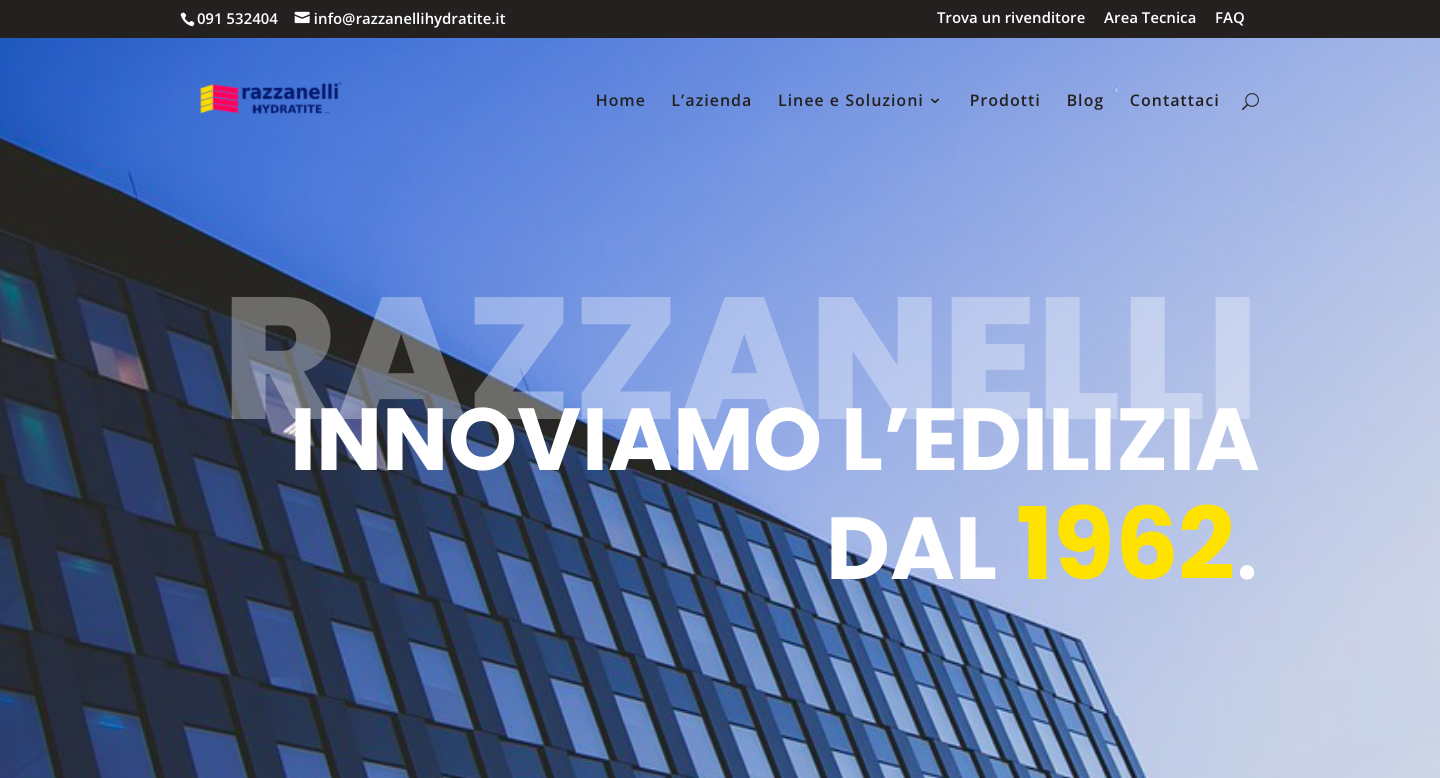 091 532404 info@razzanellihydratite.it Trova un rivenditore Area Tecnica FAQ
razzanelli
HYDRATITE
Home L’azienda Linee e Soluzioni Prodotti Blog Contattaci
RAZZANELLI
INNOVIAMO L’EDILIZIA
DAL 1962.